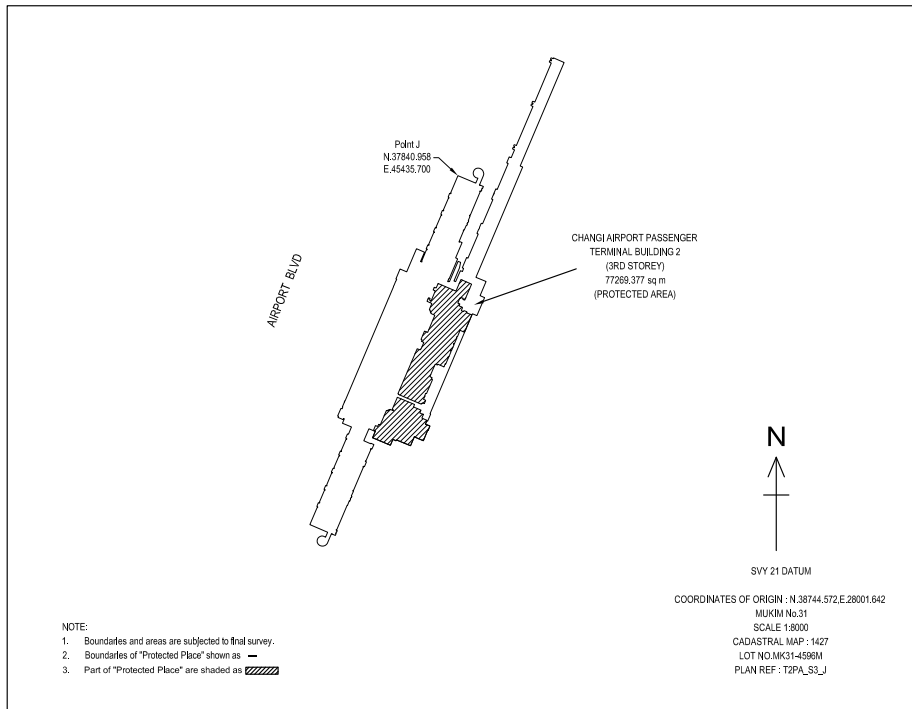 Point J
N.37840.958
E.45435.700
CHANGI AIRPORT PASSENGER
TERMINAL BUILDING 2
(3RD STOREY)
77269.377 sq m
(PROTECTED AREA)
AIRPORT BLVD
N
SVY 21 DATUM
COORDINATES OF ORIGIN : N.38744.572,E.28001.642
MUKIM No.31
SCALE 1:8000
CADASTRAL MAP : 1427
LOT NO.MK31-4596M
PLAN REF : T2PA_S3_J
NOTE:
1. Boundaries and areas are subjected to final survey.
2. Boundaries of "Protected Place" shown as
3. Part of "Protected Place" are shaded as